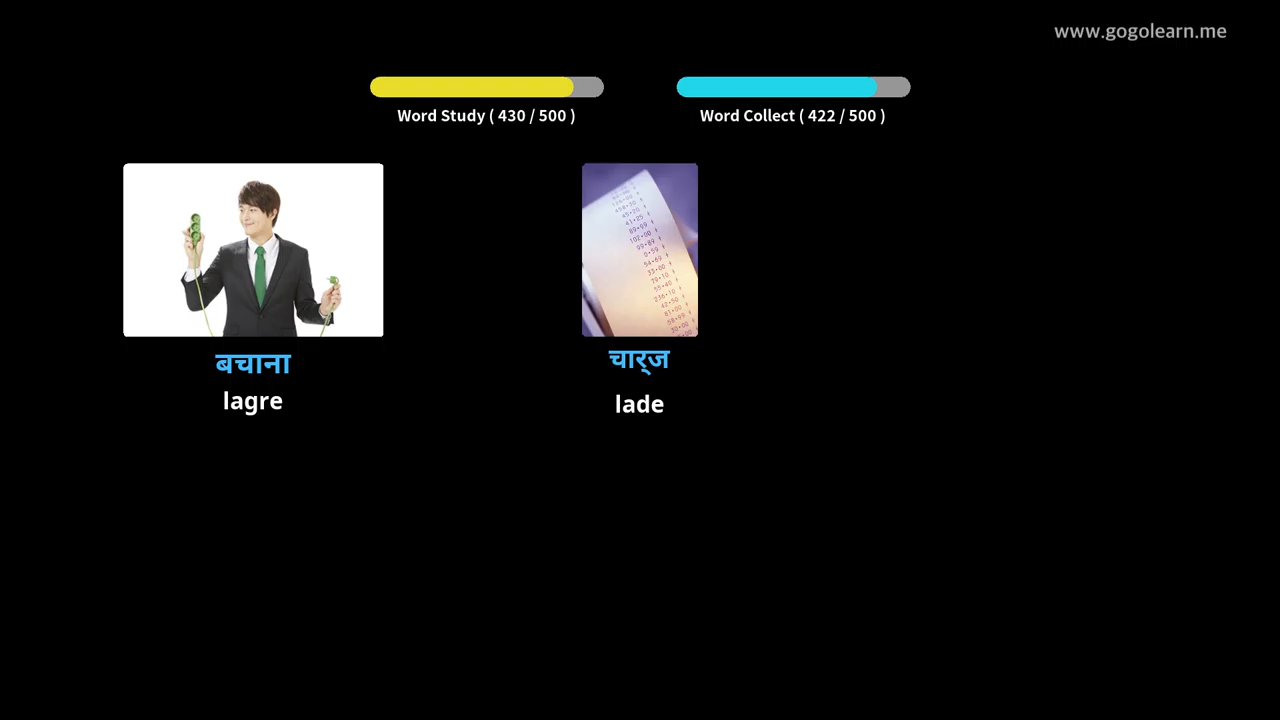 www.gogolearn.me
Word Study ( 430 / 500 )
Word Collect ( 422 / 500 )
बचाना
lagre
चार्ज
lade